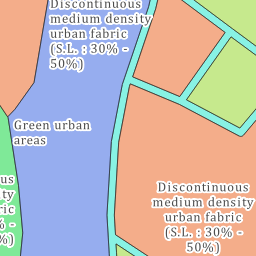 Discontinuous
medium density
urban fabric
(S.L. : 30% -
50%)
Green urban
areas
Discontinuous
medium density
urban fabric
(S.L. : 30% -
50%)